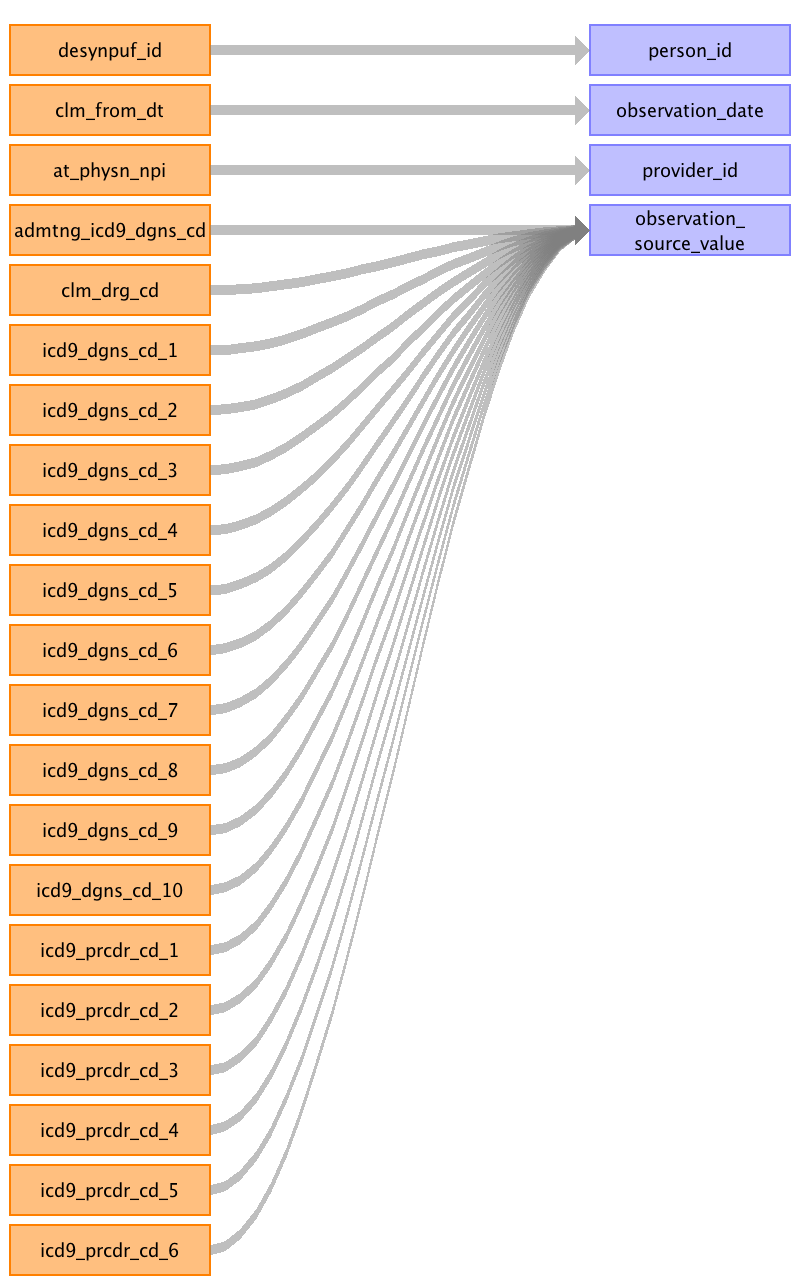 desynpuf_id
person_id
clm_from_dt
observation_date
at_physn_npi
provider_id
admtng_icd9_dgns_cd
observation_
source_value
clm_drg_cd
icd9_dgns_cd_1
icd9_dgns_cd_2
icd9_dgns_cd_3
icd9_dgns_cd_4
icd9_dgns_cd_5
icd9_dgns_cd_6
icd9_dgns_cd_7
icd9_dgns_cd_8
icd9_dgns_cd_9
icd9_dgns_cd_10
icd9_prcdr_cd_1
icd9_prcdr_cd_2
icd9_prcdr_cd_3
icd9_prcdr_cd_4
icd9_prcdr_cd_5
icd9_prcdr_cd_6